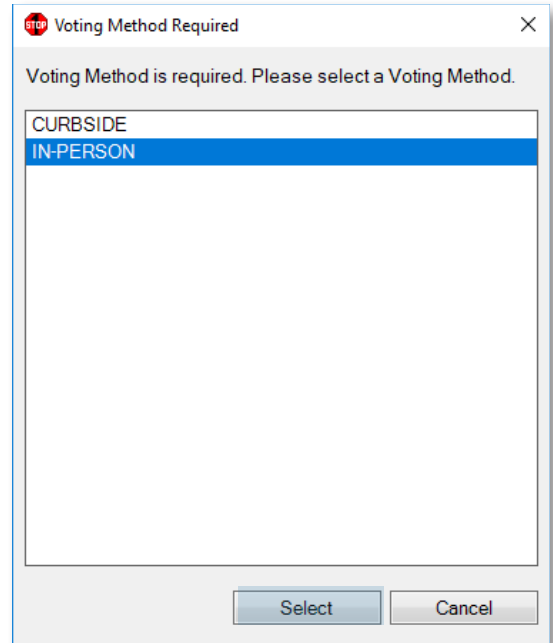 STOP Voting Method Required
Voting Method is required. Please select a Voting Method.
CURBSIDE
IN-PERSON
Select Cancel